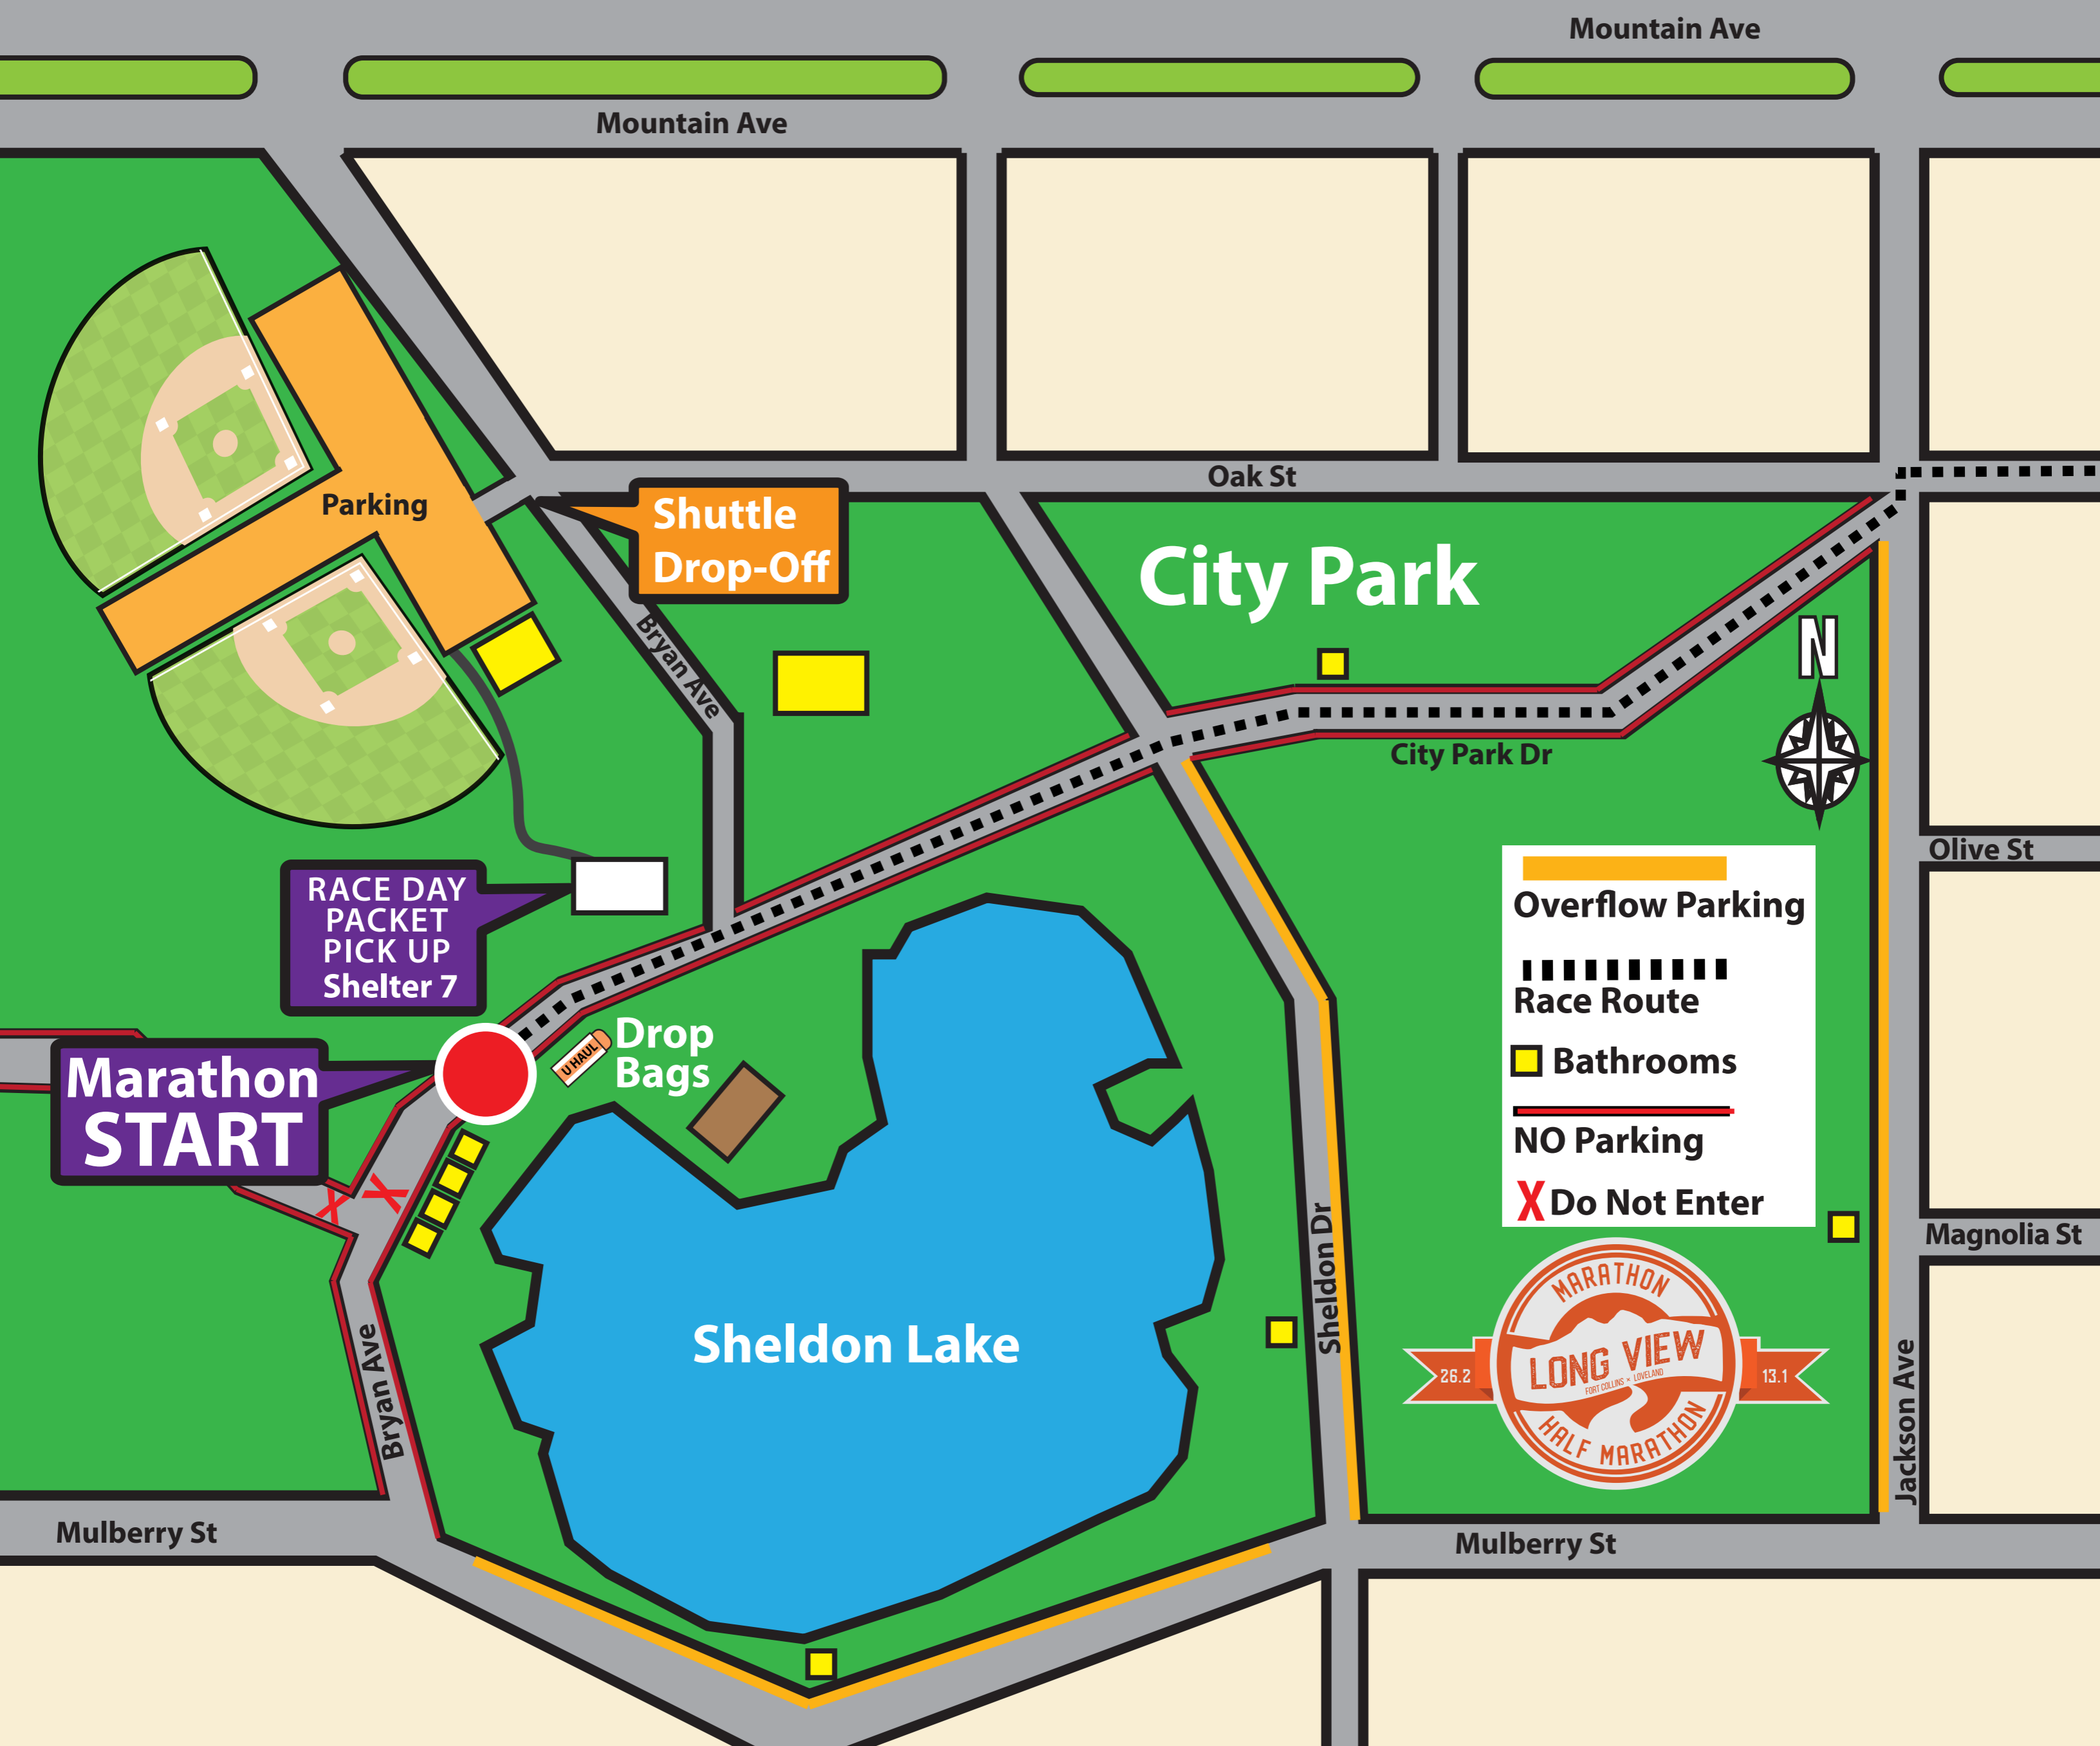 Mountain Ave
Mountain Ave
Oak St
Parking
Shuttle
Drop-Off
City Park
Bryan Ave
N
City Park Dr
Olive St
RACE DAY
PACKET
PICK UP
Shelter 7
Overflow Parking
Race Route
Bathrooms
NO Parking
X Do Not Enter
Drop
Bags
U HAUL
Marathon
START
X X
Magnolia St
Sheldon Dr
Sheldon Lake
MARATHON
LONG VIEW
FORT COLLINS × LOVELAND
26.2
13.1
HALF MARATHON
Bryan Ave
Jackson Ave
Mulberry St
Mulberry St